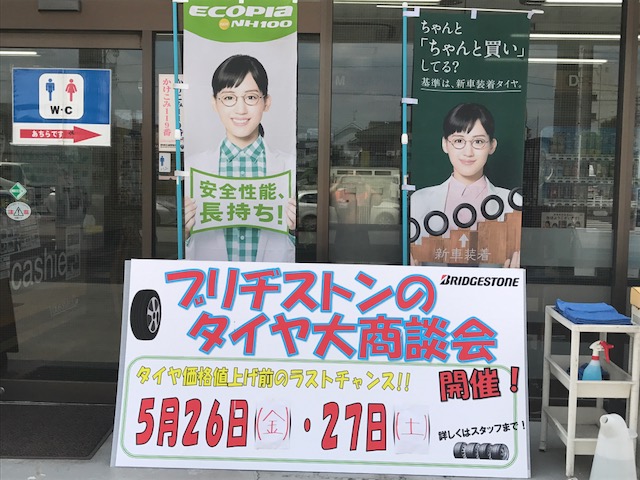 ECOPIA
NH100
安全性能、
長持ち!
ちゃんと
「ちゃんと買い」
してる?
基準は、新車装着タイヤ。
新車装着
W・C
あちらです
cashier
BRIDGESTONE
ブリヂストンの
タイヤ大商談会
開催!
タイヤ価格値上げ前のラストチャンス!!
5月26日(金)・27日(土)
詳しくはスタッフまで!